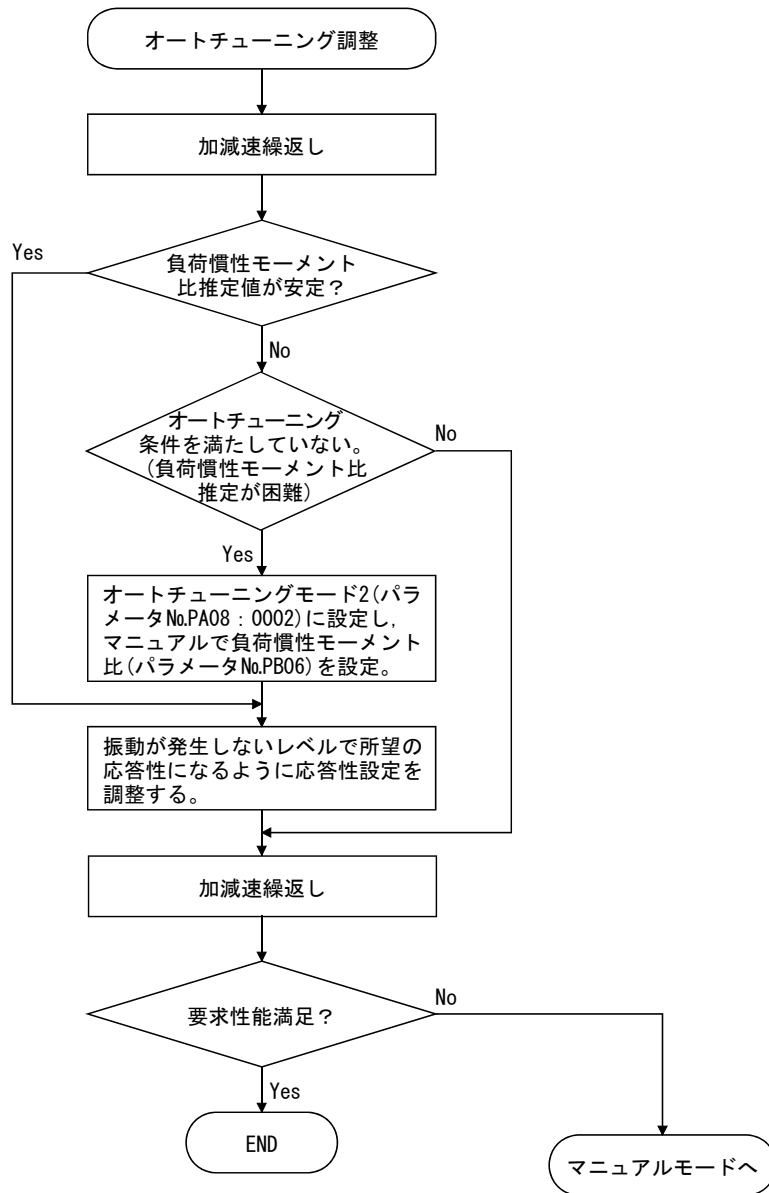 オートチューニング調整
加減速繰返し
Yes
負荷慣性モーメント
比推定値が安定？
No
オートチューニング
条件を満たしていない。
(負荷慣性モーメント比
推定が困難)
No
Yes
オートチューニングモード2(パラ
メータ№PA08：0002)に設定し,
マニュアルで負荷慣性モーメント
比(パラメータ№PB06)を設定。
振動が発生しないレベルで所望の
応答性になるように応答性設定を
調整する。
加減速繰返し
要求性能満足？
No
Yes
END
マニュアルモードへ